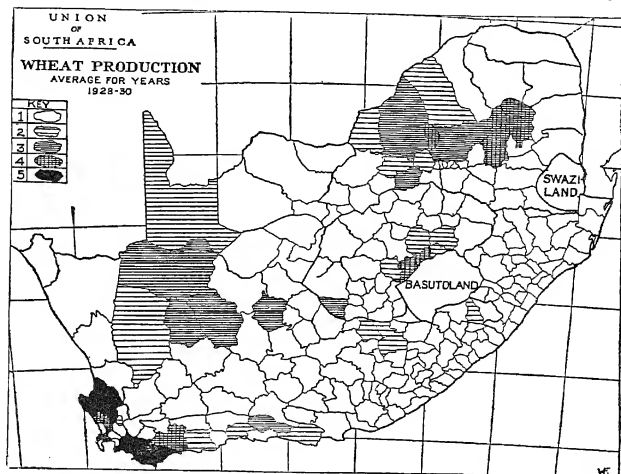 UNION
OF
SOUTH AFRICA
WHEAT PRODUCTION
AVERAGE FOR YEARS
1928-30
KEY
1
2
3
4
5
SWAZI-
LAND
BASUTOLAND